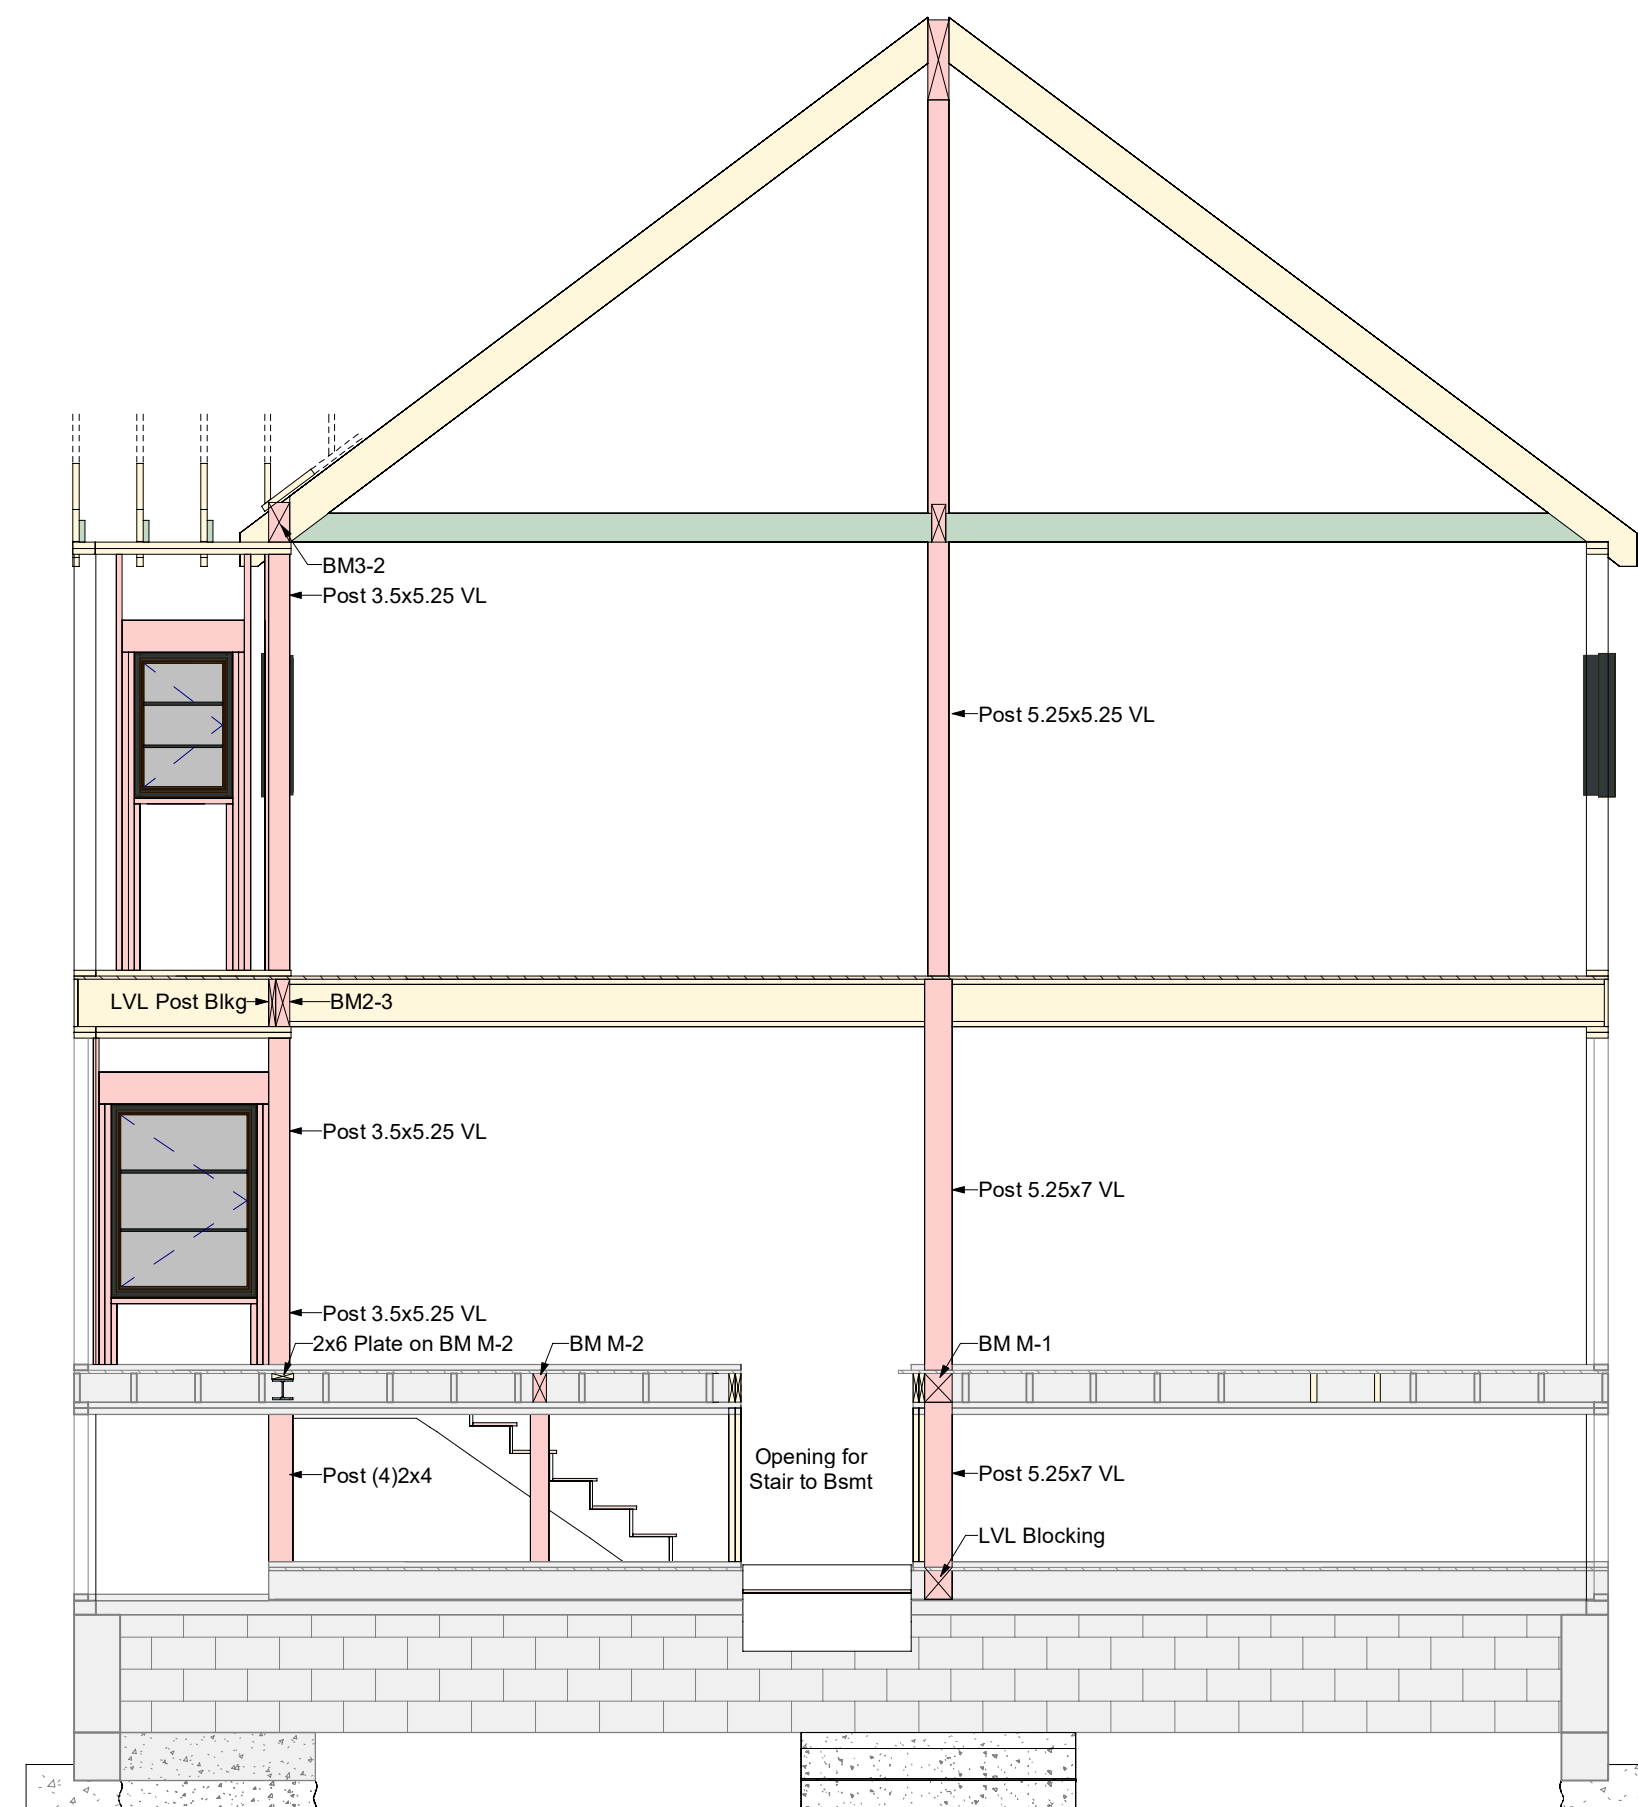 BM3-2
Post 3.5x5.25 VL
Post 5.25x5.25 VL
LVL Post Blkg
BM2-3
Post 3.5x5.25 VL
Post 5.25x7 VL
Post 3.5x5.25 VL
2x6 Plate on BM M-2
BM M-2
BM M-1
Opening for
Stair to Bsmt
Post (4)2x4
Post 5.25x7 VL
LVL Blocking